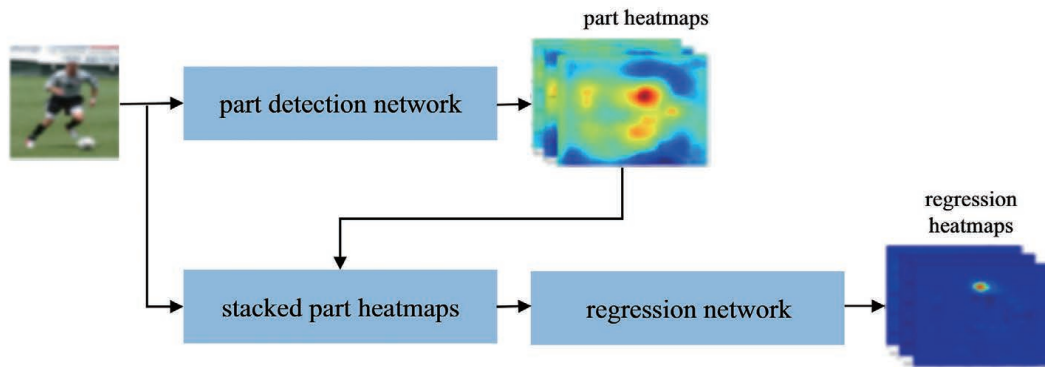 part heatmaps
part detection network
regression
heatmaps
stacked part heatmaps
regression network